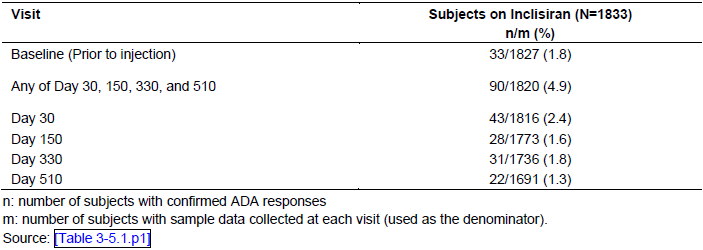 Visit Subjects on Inclisiran (N=1833)
n/m (%)
Baseline (Prior to injection) 33/1827 (1.8)
Any of Day 30, 150, 330, and 510 90/1820 (4.9)
Day 30 43/1816 (2.4)
Day 150 28/1773 (1.6)
Day 330 31/1736 (1.8)
Day 510 22/1691 (1.3)
n: number of subjects with confirmed ADA responses
m: number of subjects with sample data collected at each visit (used as the denominator).
Source: [Table 3-5.1.p1]